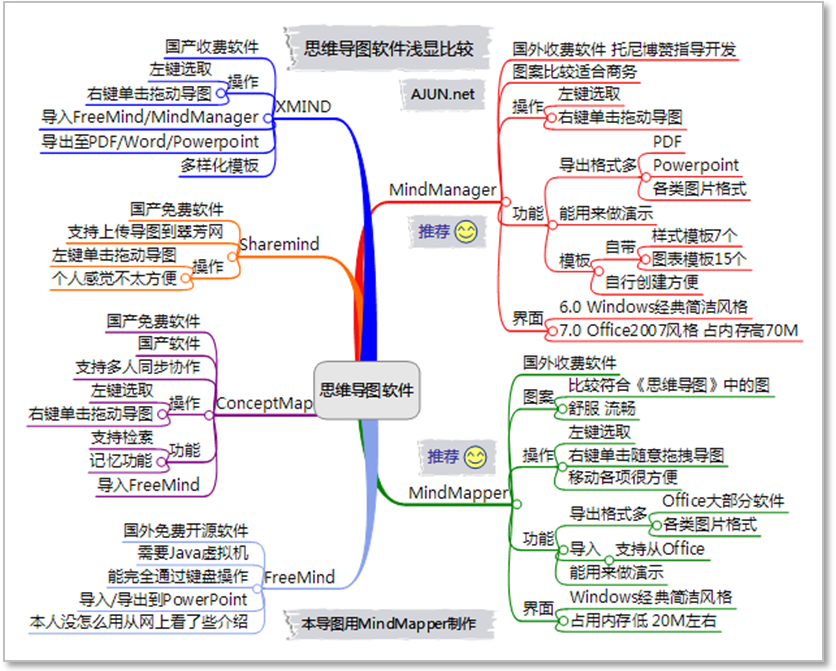 思维导图软件浅显比较
AJUN.net
思维导图软件
XMIND
国产收费软件
操作
左键选取
右键单击拖动导图
导入FreeMind/MindManager
导出至PDF/Word/Powerpoint
多样化模板
Sharemind
国产免费软件
支持上传导图到翠芳网
操作
左键单击拖动导图
个人感觉不太方便
ConceptMap
国产免费软件
国产软件
支持多人同步协作
操作
左键选取
右键单击拖动导图
功能
支持检素
记忆功能
导入FreeMind
FreeMind
国外免费开源软件
需要Java虚拟机
能完全通过键盘操作
导入/导出到PowerPoint
本人没怎么用从网上看了些介绍
MindManager
推荐
国外收费软件 托尼博赞指导开发
图案比较适合商务
操作
左键选取
右键单击拖动导图
功能
导出格式多
PDF
Powerpoint
各类图片格式
能用来做演示
模板
自带
样式模板7个
图表模板15个
自行创建方便
界面
6.0 Windows经典简洁风格
7.0 Office2007风格 占内存高70M
MindMapper
推荐
国外收费软件
图案
比较符合《思维导图》中的图
舒服 流畅
操作
左键选取
右键单击随意拖拽导图
移动各项很方便
功能
导出格式多
Office大部分软件
各类图片格式
导入
支持从Office
能用来做演示
界面
Windows经典简洁风格
占用内存低 20M左右
本导图用MindMapper制作